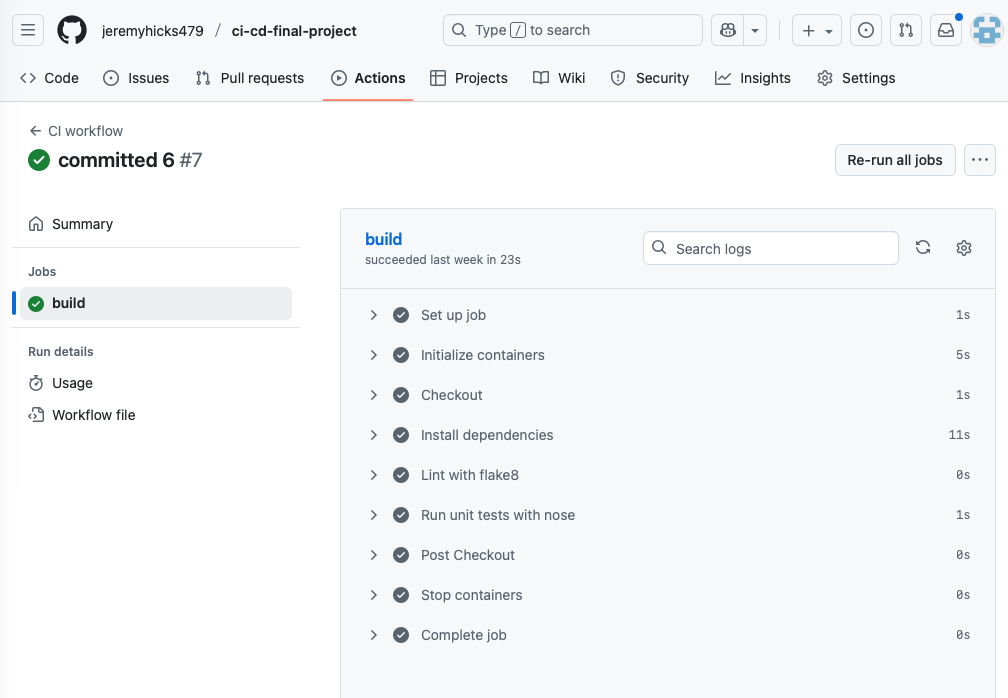 jeremyhicks479 / ci-cd-final-project
Type / to search
Code Issues Pull requests Actions Projects Wiki Security Insights Settings
CI workflow
committed 6 #7
Re-run all jobs
Summary
Jobs
build
Run details
Usage
Workflow file
build
succeeded last week in 23s
Search logs
Set up job 1s
Initialize containers 5s
Checkout 1s
Install dependencies 11s
Lint with flake8 0s
Run unit tests with nose 1s
Post Checkout 0s
Stop containers 0s
Complete job 0s